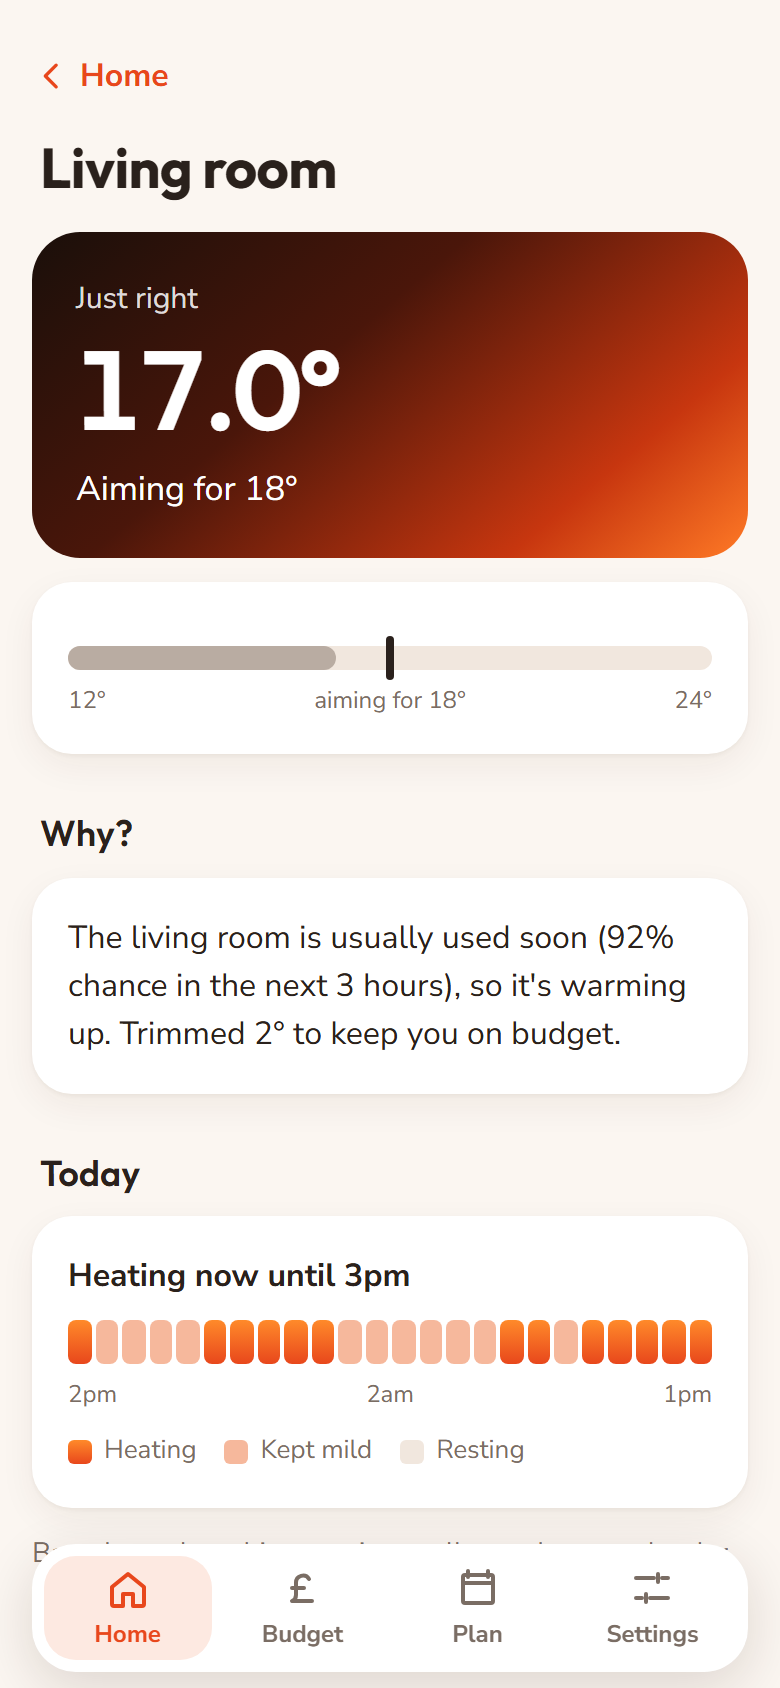 Home
Living room
Just right
17.0°
Aiming for 18°
12° aiming for 18° 24°
Why?
The living room is usually used soon (92%
chance in the next 3 hours), so it's warming
up. Trimmed 2° to keep you on budget.
Today
Heating now until 3pm
2pm 2am 1pm
Heating Kept mild Resting
Home Budget Plan Settings